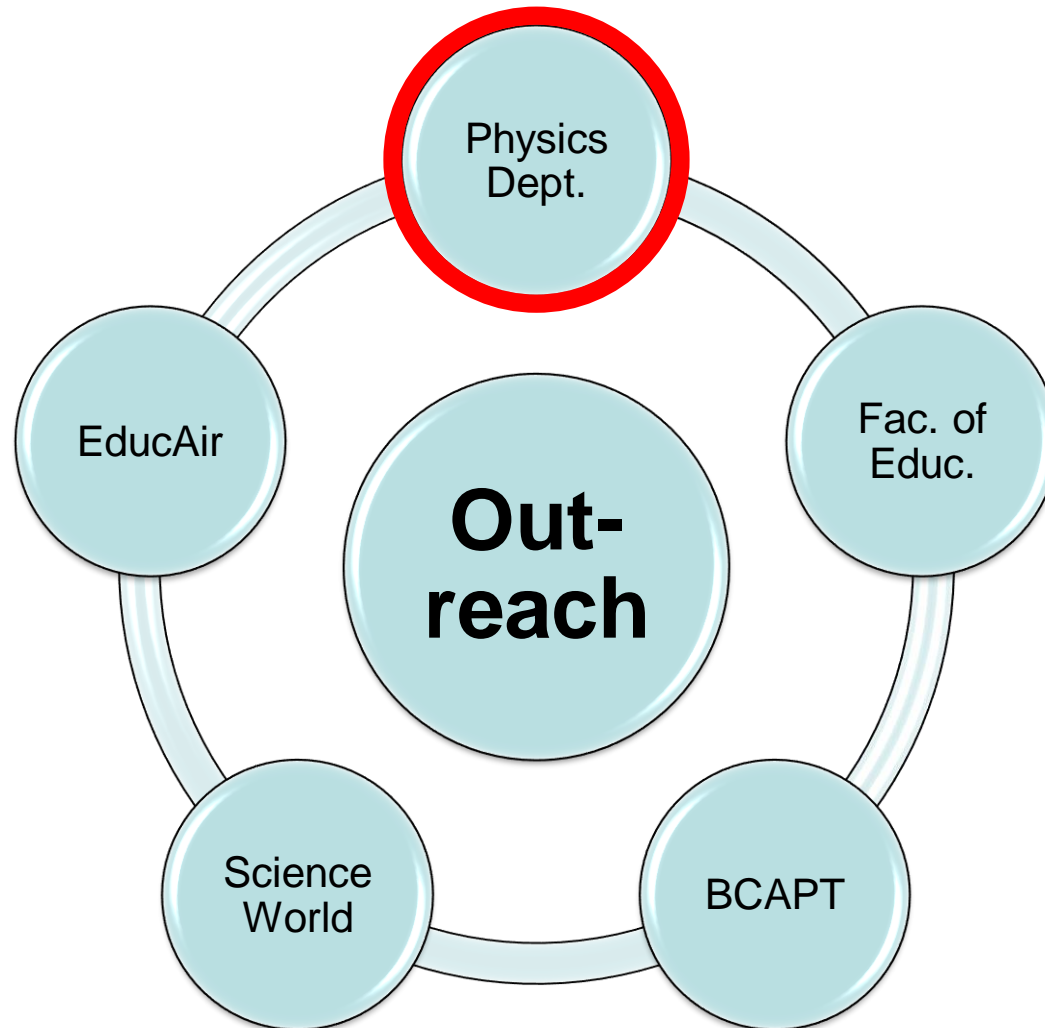 Physics
Dept.
EducAir
Fac. of
Educ.
Out-
reach
Science
World
BCAPT